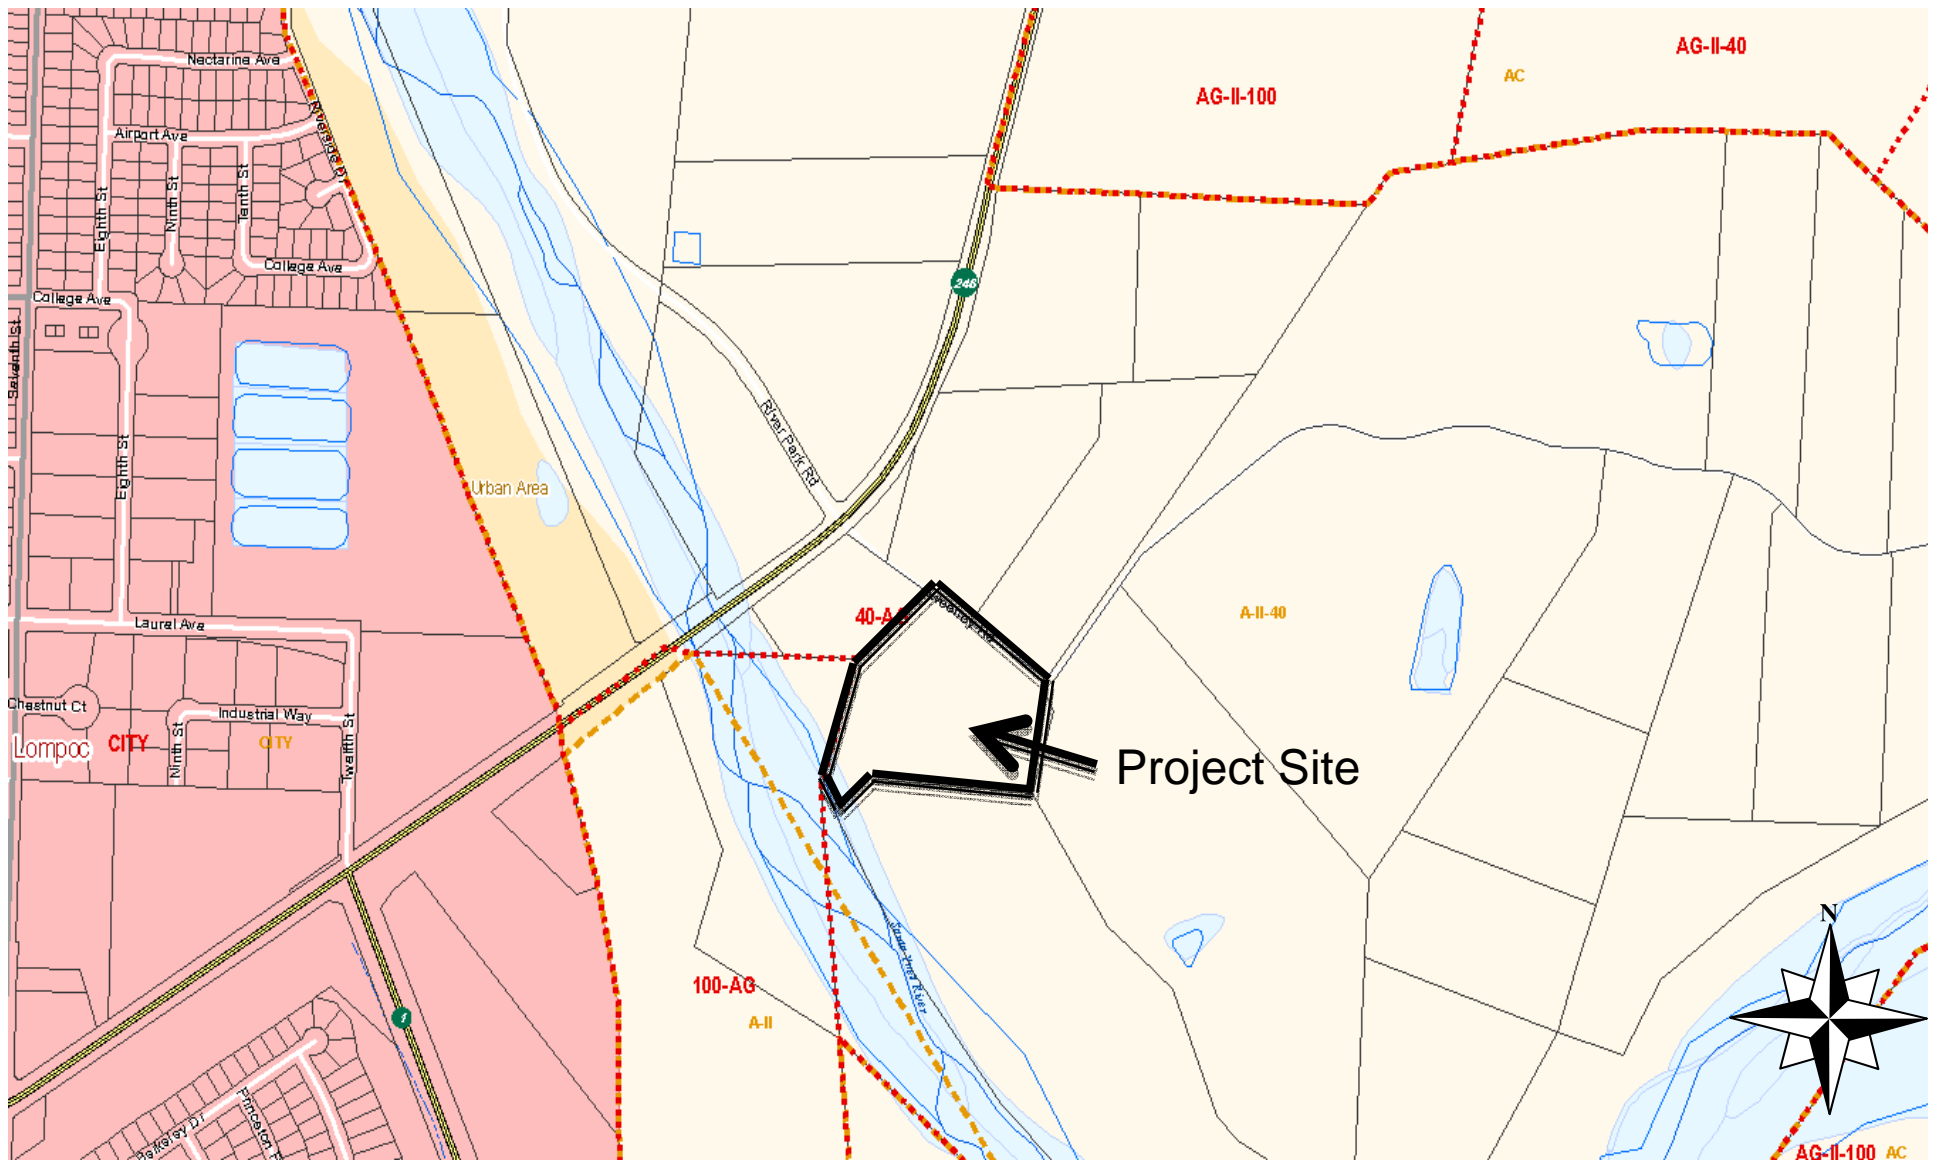 AG-II-40
Nectarine Ave
AC
AG-II-100
Riverside Dr
Airport Ave
Ninth St
Tenth St
Eighth St
College Ave
246
College Ave
Seventh St
River Park Rd
Eighth St
Urban Area
40-AG
A-II-40
Laurel Ave
Chestnut Ct
Industrial Way
Ninth St
Twelfth St
Lompoc
CITY
CITY
Project Site
N
Santa Ynez River
100-AG
A-II
1
Berkeley Dr
Princeton
AG-II-100
AC